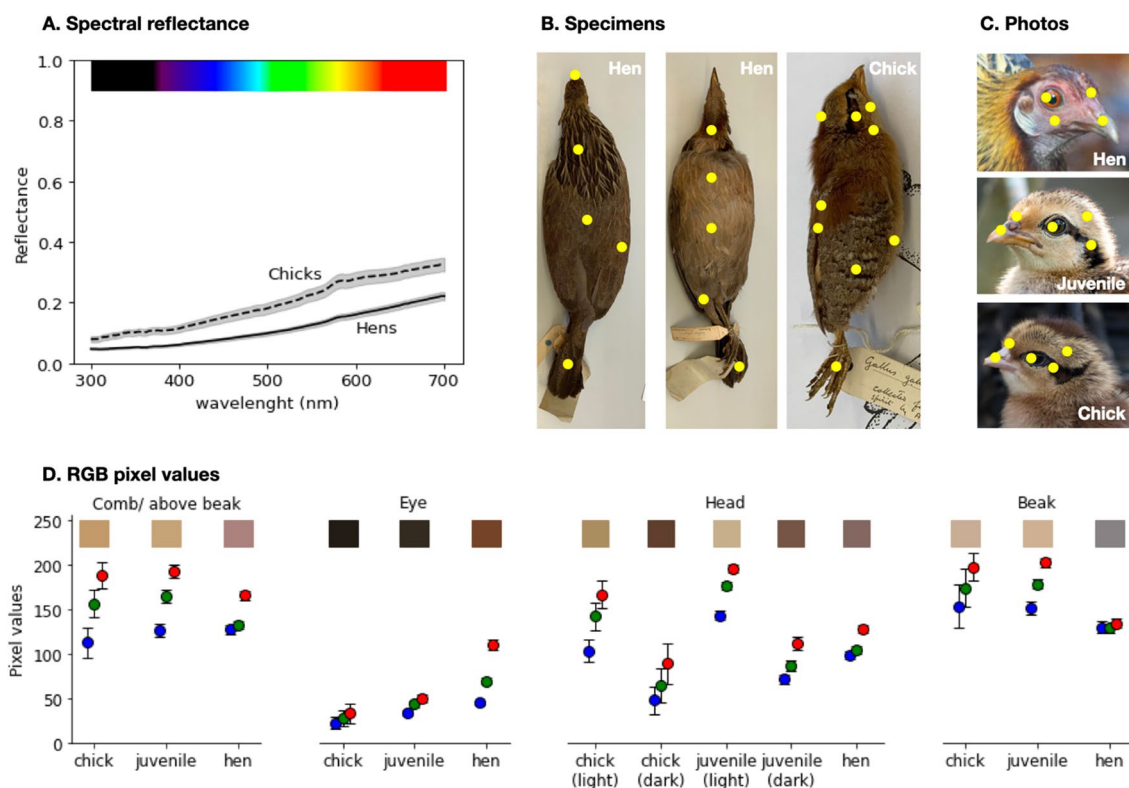 A. Spectral reflectance
1.0
0.8
0.6
0.4
0.2
0.0
Reflectance
Chicks
Hens
300 400 500 600 700
wavelenght (nm)
B. Specimens
Hen
Hen
Chick
Gallus
C. Photos
Hen
Juvenile
Chick
D. RGB pixel values
Comb/ above beak
Eye
Head
Beak
250
200
150
100
50
0
Pixel values
chick juvenile hen
chick juvenile hen
chick (light)
chick (dark)
juvenile (light)
juvenile (dark)
hen
chick juvenile hen